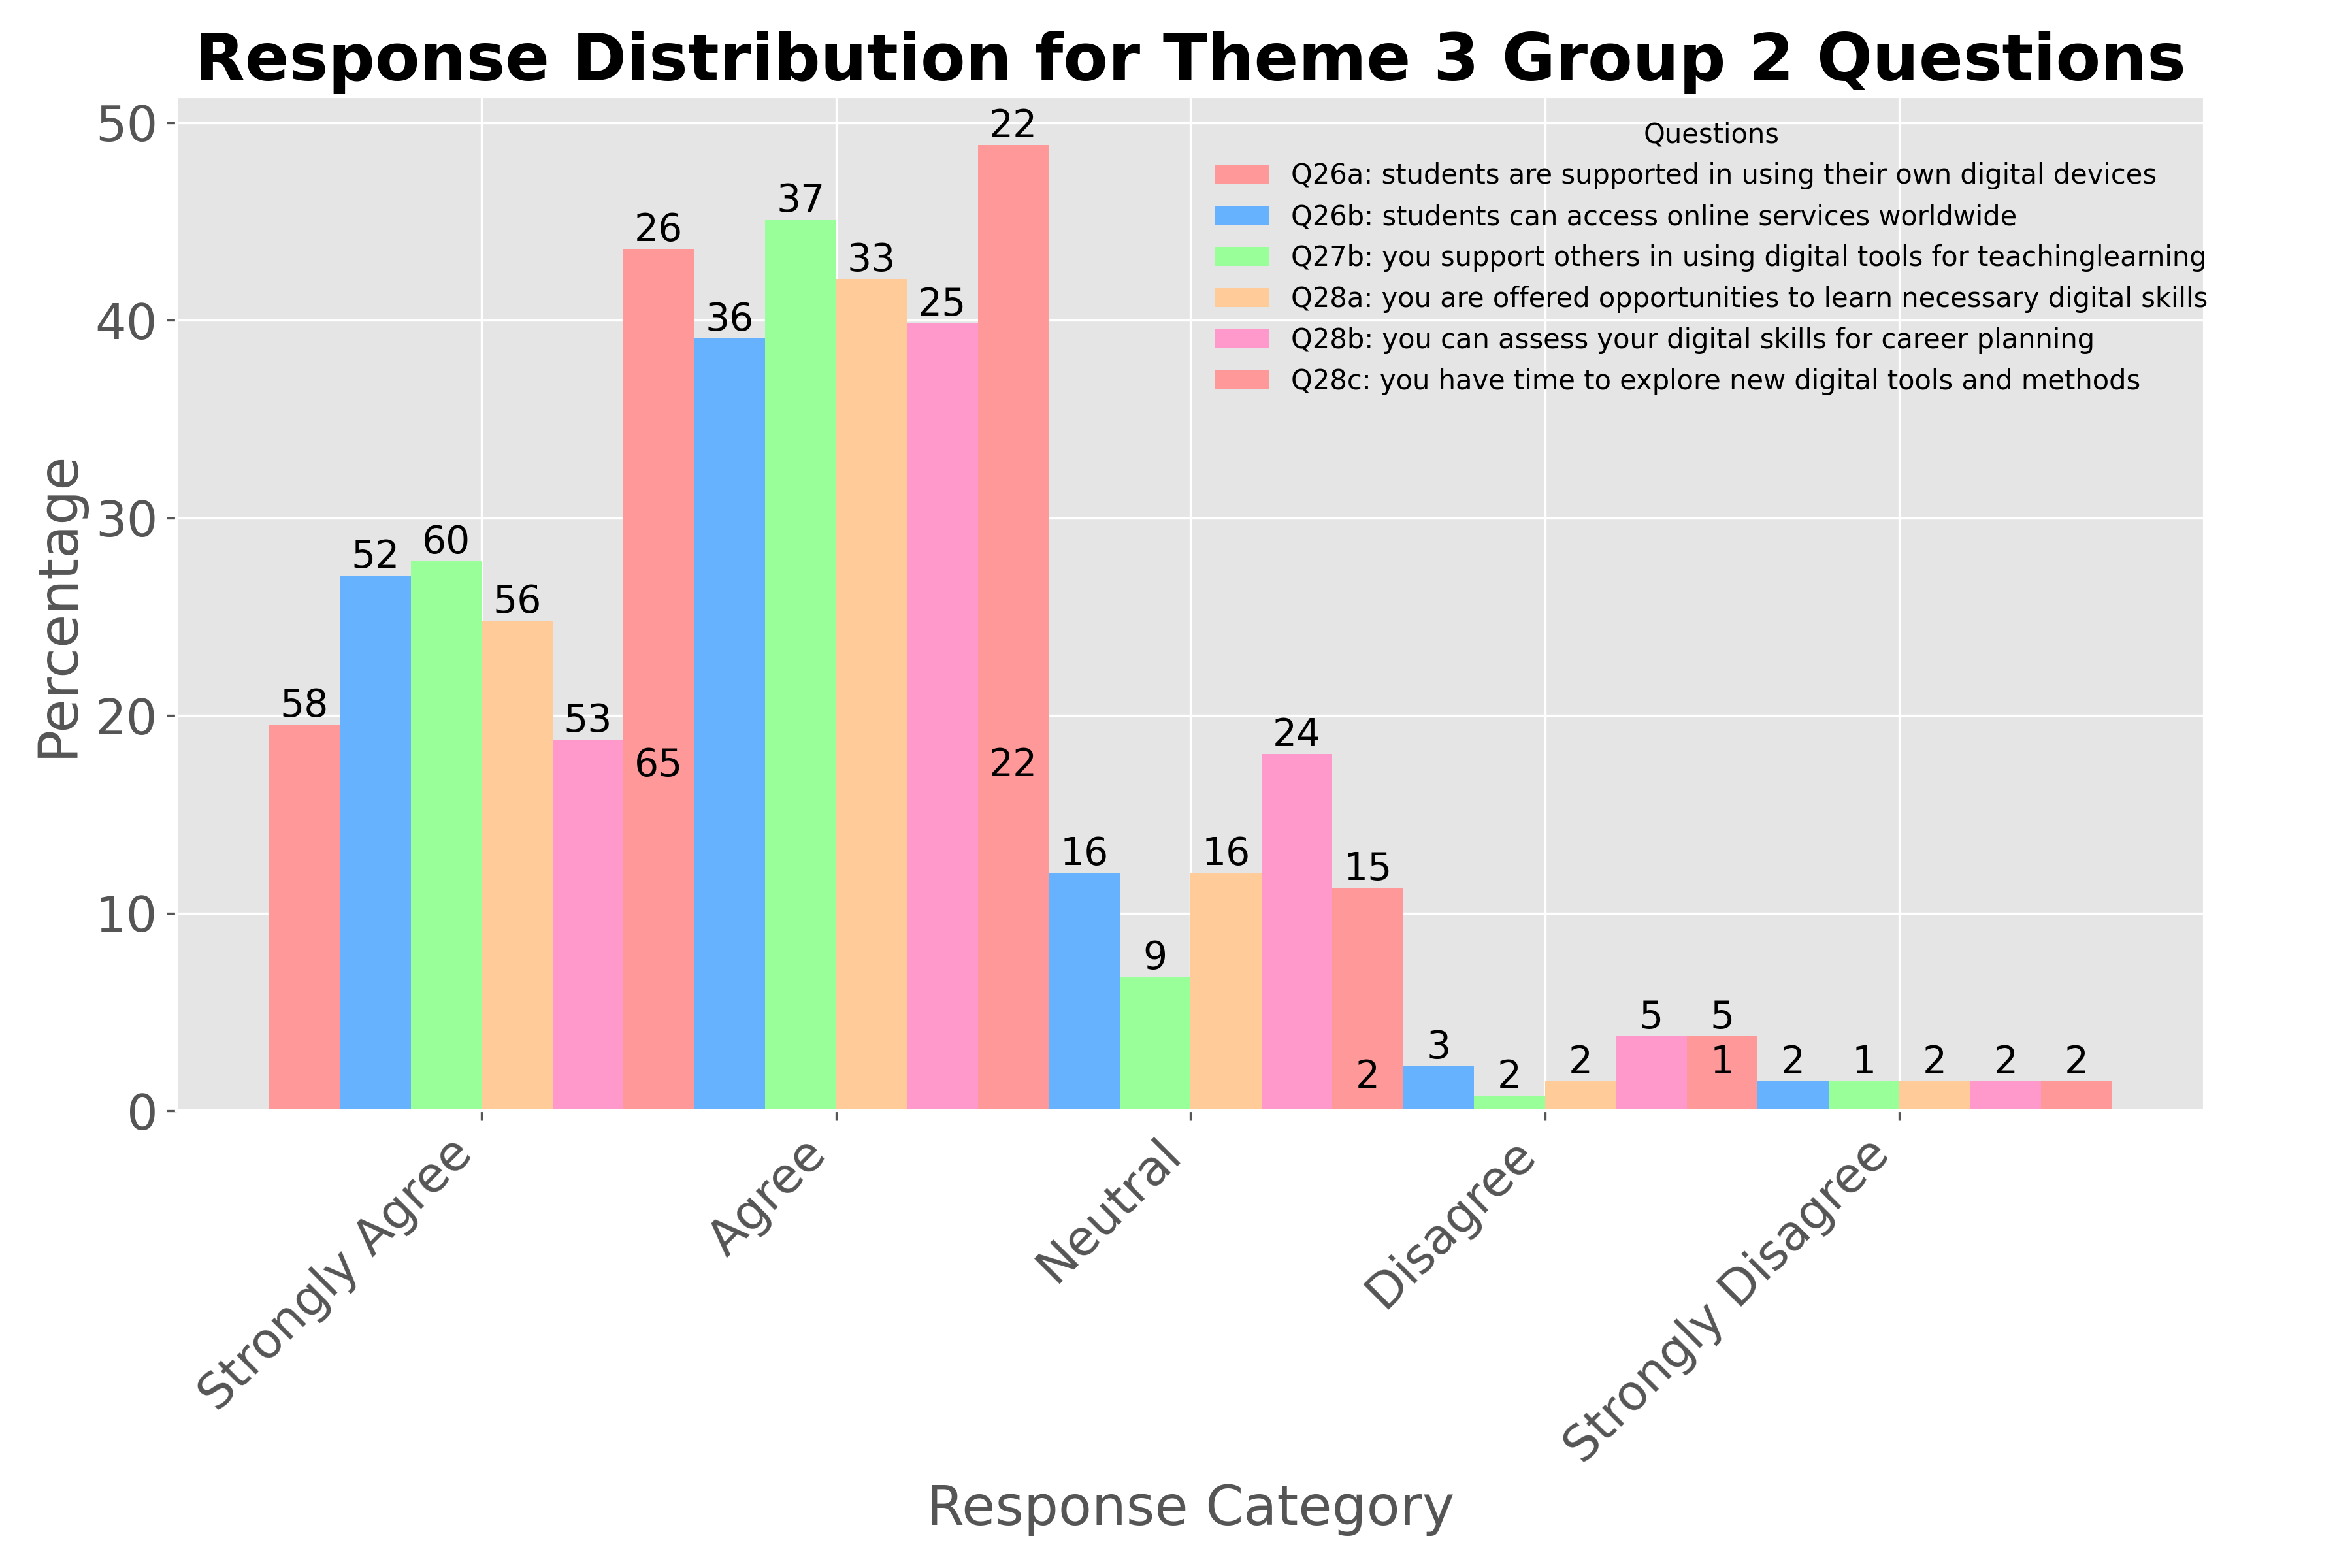 Response Distribution for Theme 3 Group 2 Questions
Percentage
50
40
30
20
10
0
Questions
Q26a: students are supported in using their own digital devices
Q26b: students can access online services worldwide
Q27b: you support others in using digital tools for teachinglearning
Q28a: you are offered opportunities to learn necessary digital skills
Q28b: you can assess your digital skills for career planning
Q28c: you have time to explore new digital tools and methods
58
52
60
56
53
65
26
36
37
33
25
22
22
16
9
16
24
15
2
3
2
2
5
5
1
2
1
2
2
2
Strongly Agree
Agree
Neutral
Disagree
Strongly Disagree
Response Category